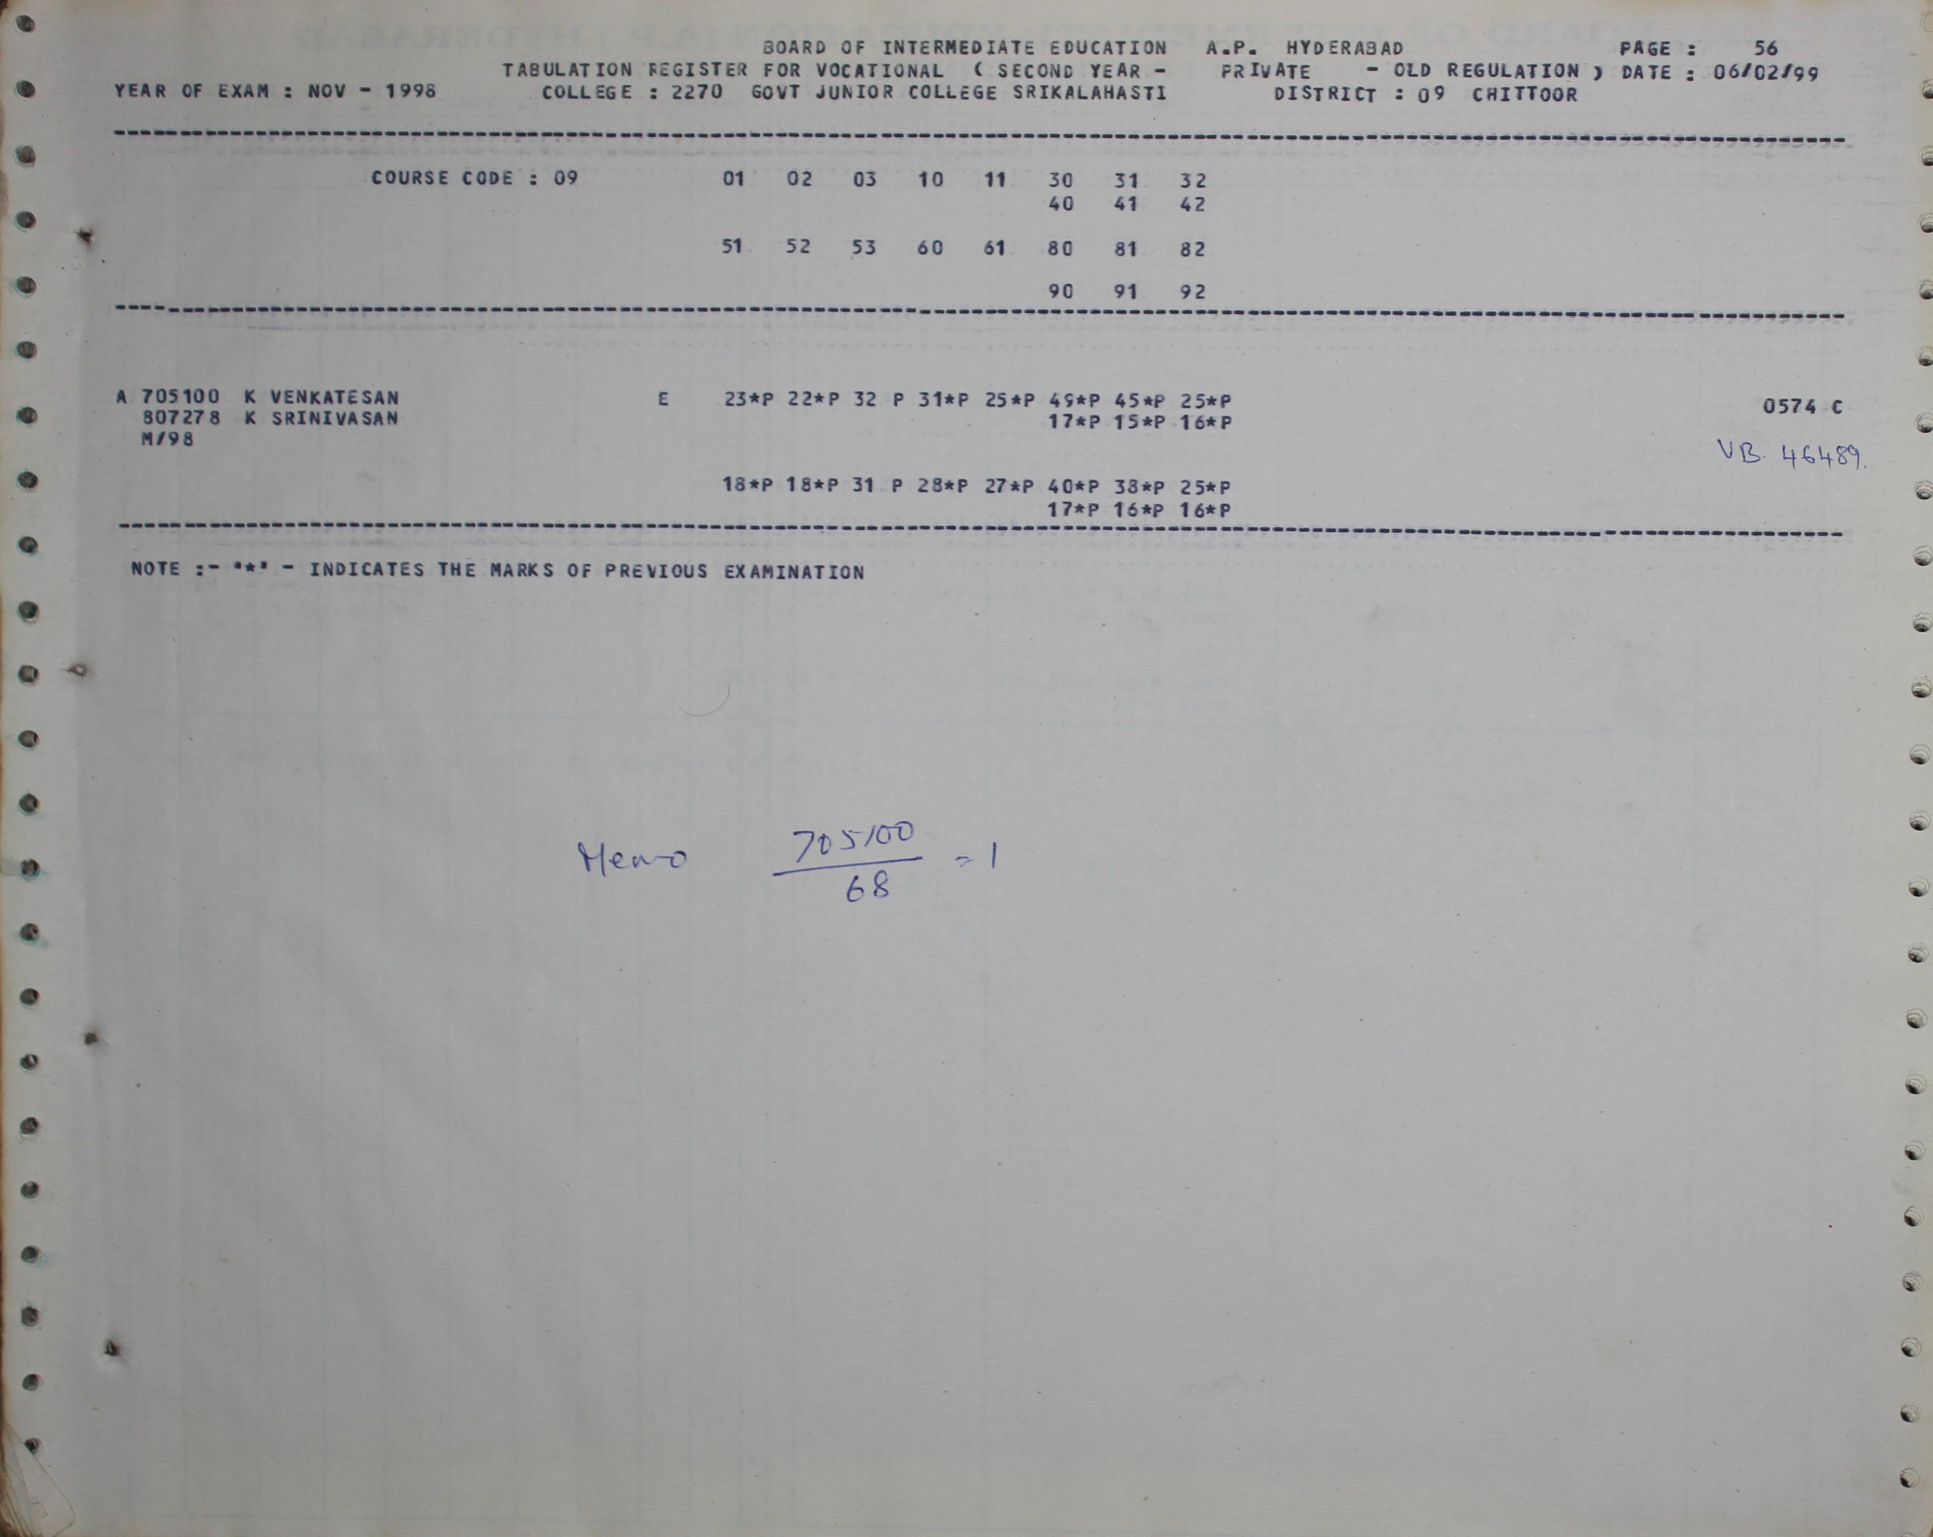 BOARD OF INTERMEDIATE EDUCATION A.P. HYDERABAD PAGE : 56
TABULATION REGISTER FOR VOCATIONAL ( SECOND YEAR - PRIVATE - OLD REGULATION ) DATE : 06/02/99
YEAR OF EXAM : NOV - 1998 COLLEGE : 2270 GOVT JUNIOR COLLEGE SRIKALAHASTI DISTRICT : 09 CHITTOOR
COURSE CODE : 09 01 02 03 10 11 30 31 32
40 41 42
51 52 53 60 61 80 81 82
90 91 92
A 705100 K VENKATESAN E 23*P 22*P 32 P 31*P 25*P 49*P 45*P 25*P 0574 C
807278 K SRINIVASAN 17*P 15*P 16*P
M/98
VB. 46489.
18*P 18*P 31 P 28*P 27*P 40*P 38*P 25*P
17*P 16*P 16*P
NOTE :- "*" - INDICATES THE MARKS OF PREVIOUS EXAMINATION
Memo 705100
68 = 1